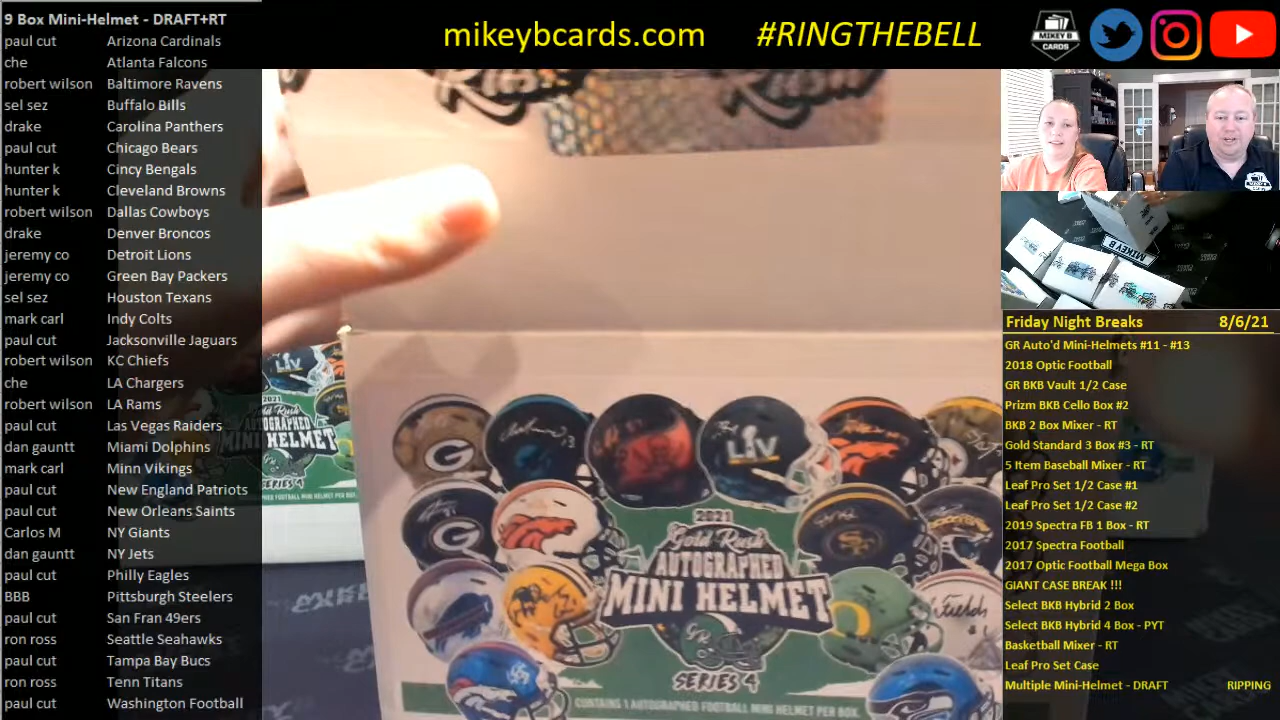 9 Box Mini-Helmet - DRAFT+RT
paul cut Arizona Cardinals
che Atlanta Falcons
robert wilson Baltimore Ravens
sel sez Buffalo Bills
drake Carolina Panthers
paul cut Chicago Bears
hunter k Cincy Bengals
hunter k Cleveland Browns
robert wilson Dallas Cowboys
drake Denver Broncos
jeremy co Detroit Lions
jeremy co Green Bay Packers
sel sez Houston Texans
mark carl Indy Colts
paul cut Jacksonville Jaguars
robert wilson KC Chiefs
che LA Chargers
robert wilson LA Rams
paul cut Las Vegas Raiders
dan gauntt Miami Dolphins
mark carl Minn Vikings
paul cut New England Patriots
paul cut New Orleans Saints
Carlos M NY Giants
dan gauntt NY Jets
paul cut Philly Eagles
BBB Pittsburgh Steelers
paul cut San Fran 49ers
ron ross Seattle Seahawks
paul cut Tampa Bay Bucs
ron ross Tenn Titans
paul cut Washington Football
mikeybcards.com #RINGTHEBELL
MIKEY B
CARDS
Rush Rush
LIV
2021
Gold Rush
AUTOGRAPHED
MINI HELMET
SERIES 4
CONTAINS 1 AUTOGRAPHED FOOTBALL MINI HELMET PER BOX.
LIV
2021
AUTOGRAPHED
MINI HELMET
SERIES 4
MIKEY B
Friday Night Breaks 8/6/21
GR Auto'd Mini-Helmets #11 - #13
2018 Optic Football
GR BKB Vault 1/2 Case
Prizm BKB Cello Box #2
BKB 2 Box Mixer - RT
Gold Standard 3 Box #3 - RT
5 Item Baseball Mixer - RT
Leaf Pro Set 1/2 Case #1
Leaf Pro Set 1/2 Case #2
2019 Spectra FB 1 Box - RT
2017 Spectra Football
2017 Optic Football Mega Box
GIANT CASE BREAK !!!
Select BKB Hybrid 2 Box
Select BKB Hybrid 4 Box - PYT
Basketball Mixer - RT
Leaf Pro Set Case
Multiple Mini-Helmet - DRAFT RIPPING